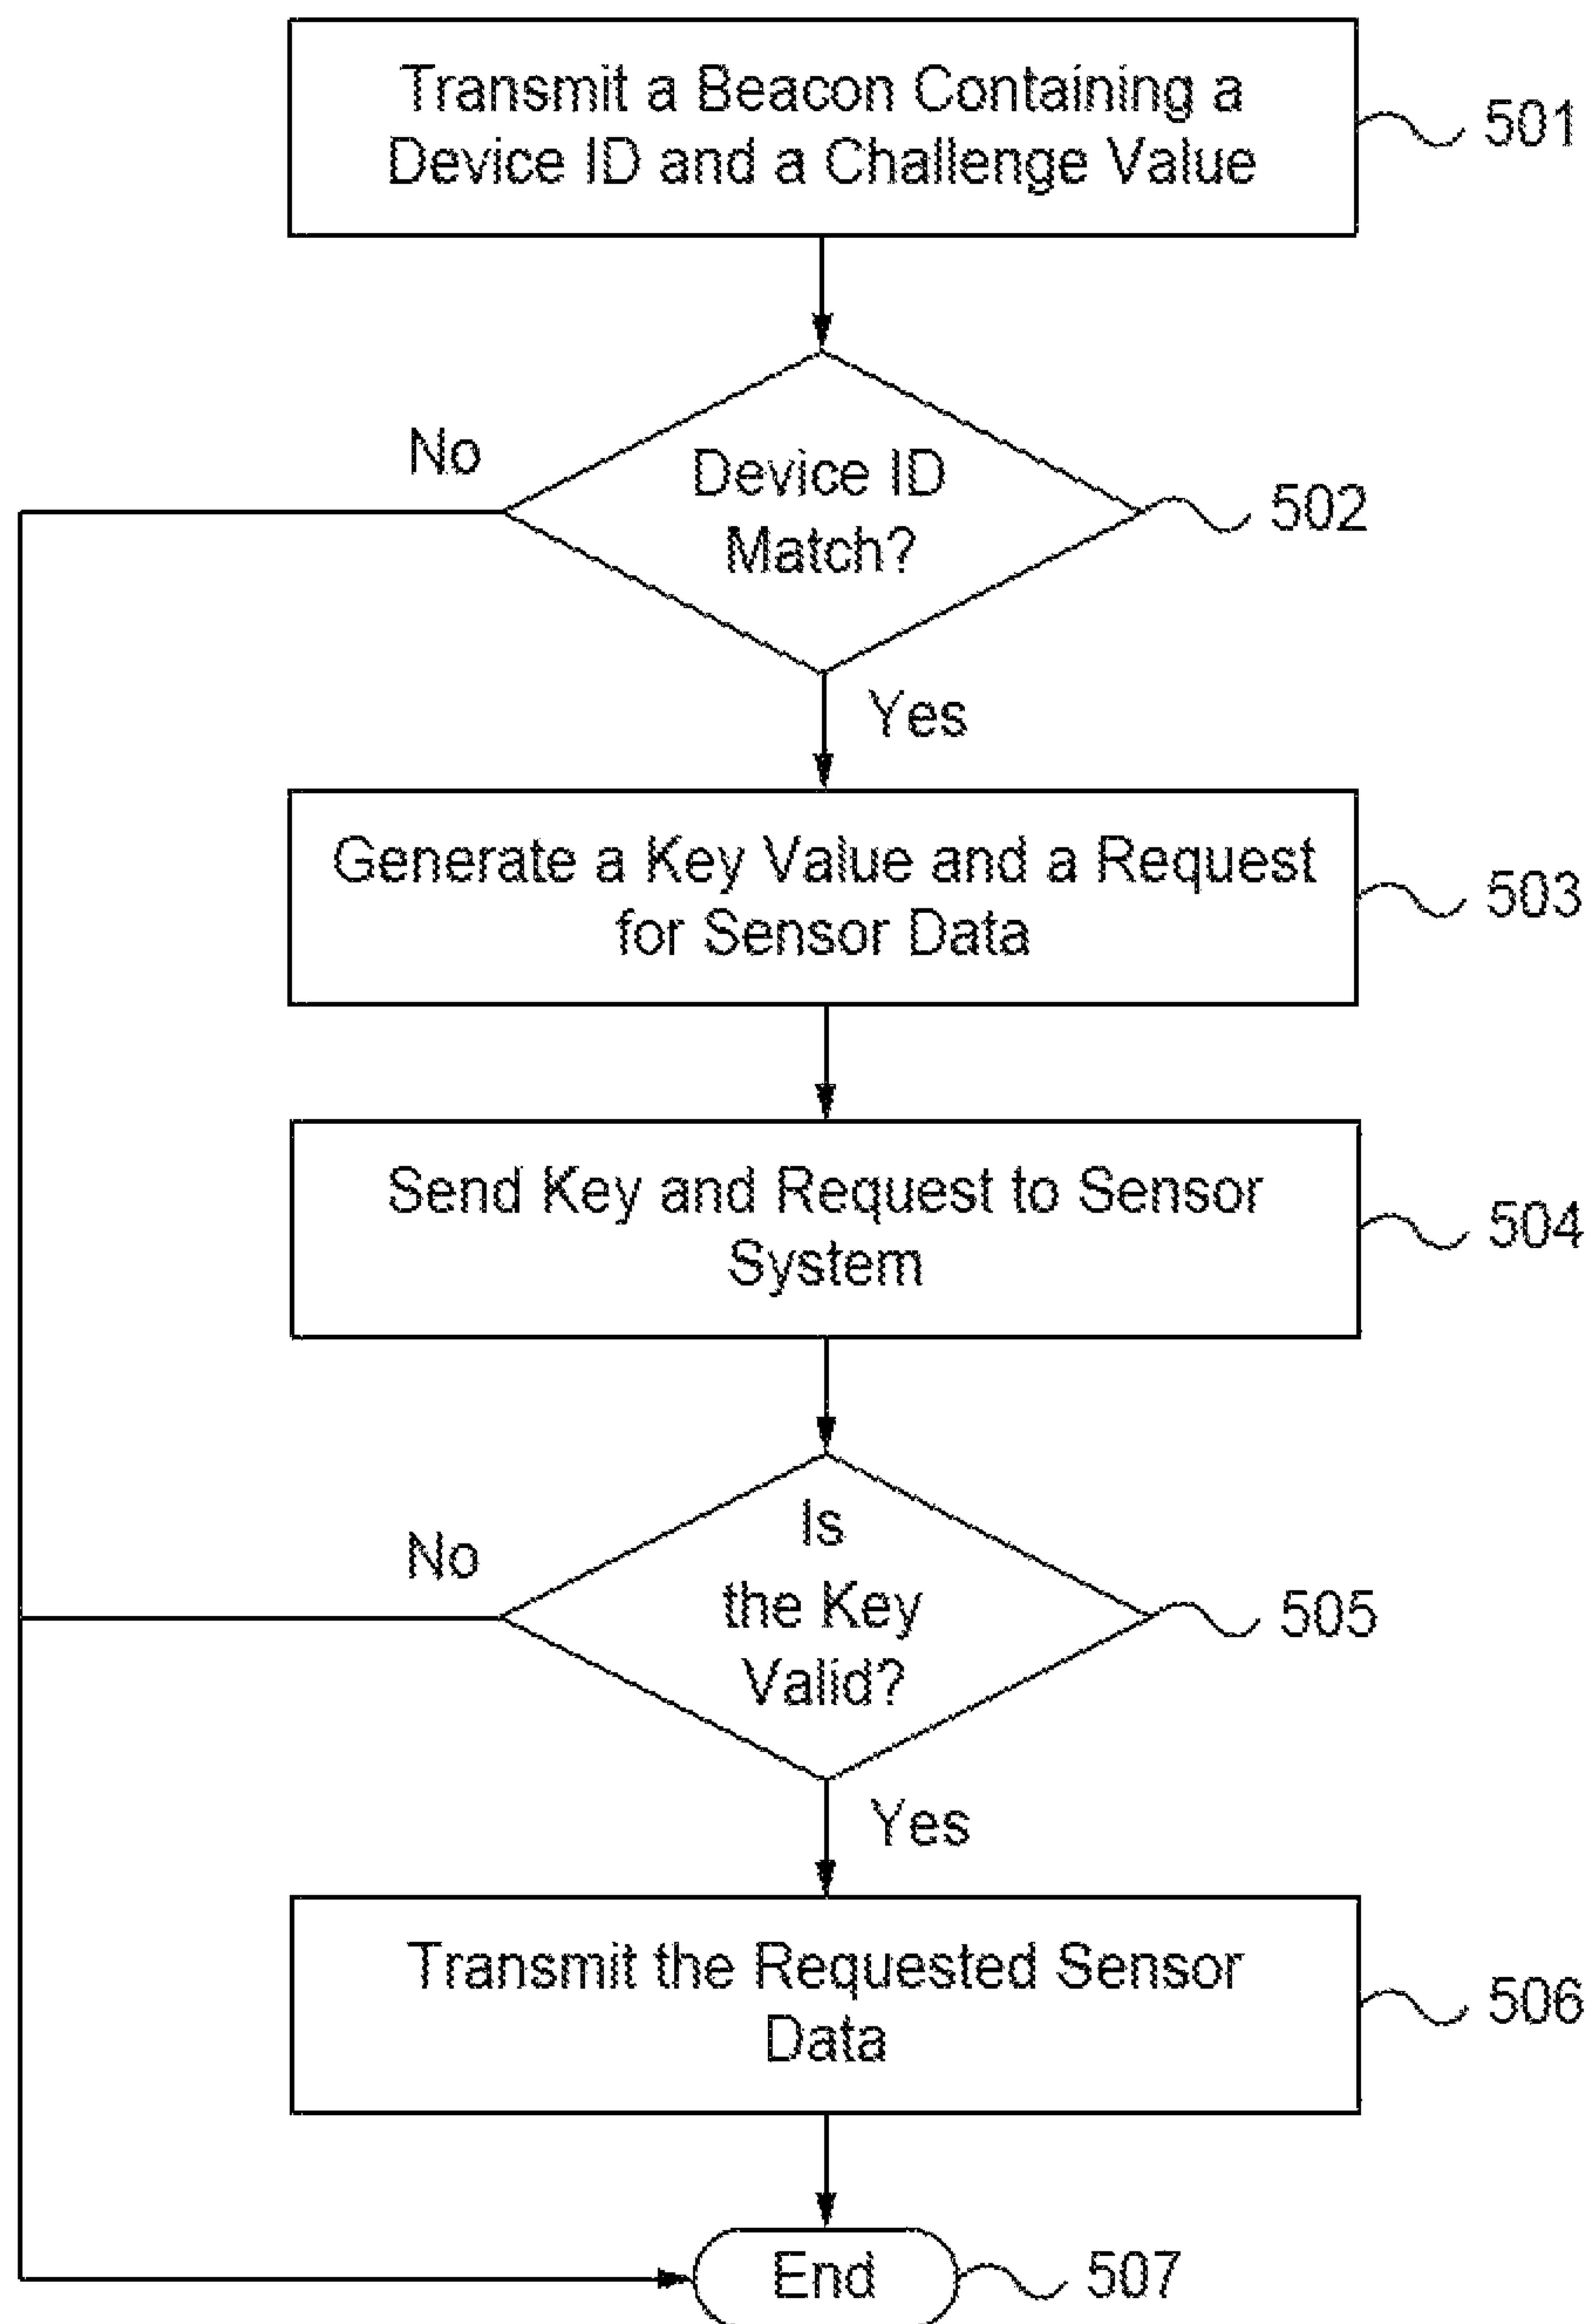 Transmit a Beacon Containing a
Device ID and a Challenge Value
501
No
Device ID
Match?
502
Yes
Generate a Key Value and a Request
for Sensor Data
503
Send Key and Request to Sensor
System
504
No
Is
the Key
Valid?
505
Yes
Transmit the Requested Sensor
Data
506
End
507